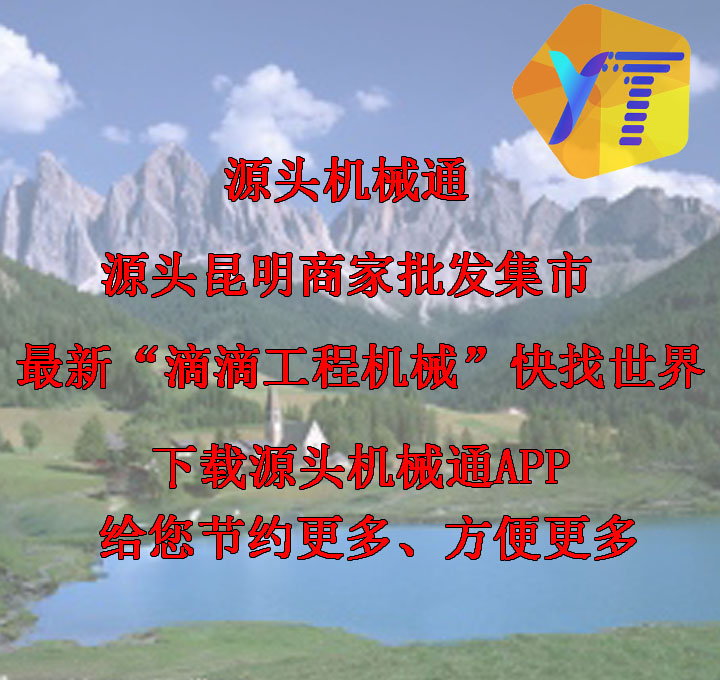 YT
源头机械通
源头昆明商家批发集市
最新“滴滴工程机械”快找世界
下载源头机械通APP
给您节约更多、方便更多